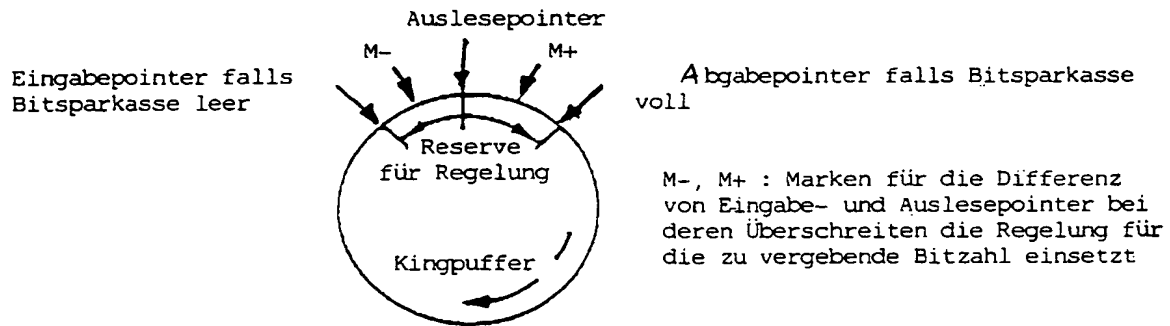 Auslesepointer
M-
M+
Eingabepointer falls
Bitsparkasse leer
Abgabepointer falls Bitsparkasse
voll
Reserve
für Regelung
M-, M+ : Marken für die Differenz
von Eingabe- und Auslesepointer bei
deren Überschreiten die Regelung für
die zu vergebende Bitzahl einsetzt
Kingpuffer